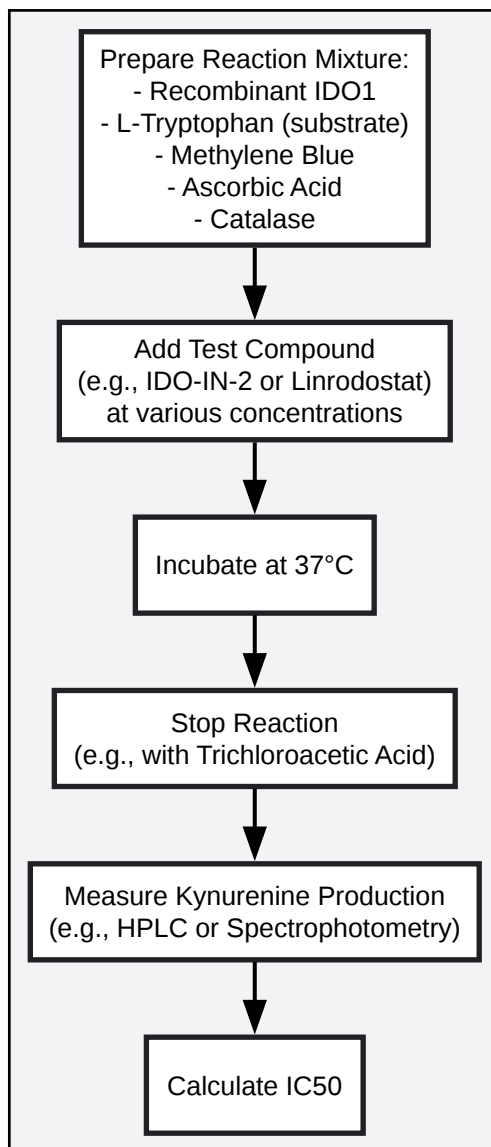 Prepare Reaction Mixture:
- Recombinant IDO1
- L-Tryptophan (substrate)
- Methylene Blue
- Ascorbic Acid
- Catalase
Add Test Compound
(e.g., IDO-IN-2 or Linrodostat)
at various concentrations
Incubate at 37°C
Stop Reaction
(e.g., with Trichloroacetic Acid)
Measure Kynurenine Production
(e.g., HPLC or Spectrophotometry)
Calculate IC50